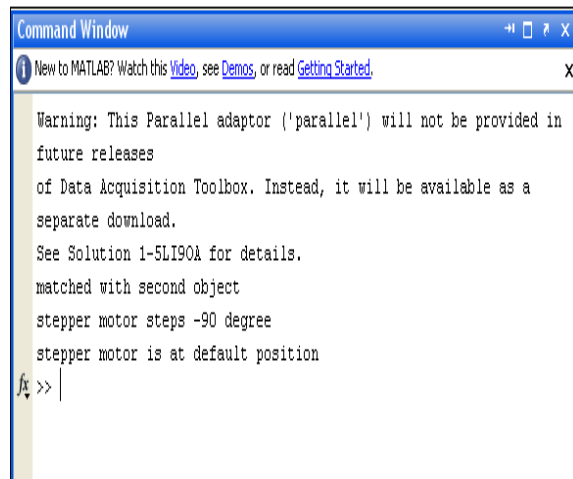 Command Window
New to MATLAB? Watch this Video, see Demos, or read Getting Started.
Warning: This Parallel adaptor ('parallel') will not be provided in
future releases
of Data Acquisition Toolbox. Instead, it will be available as a
separate download.
See Solution 1-5LI9OA for details.
matched with second object
stepper motor steps -90 degree
stepper motor is at default position
fx >>